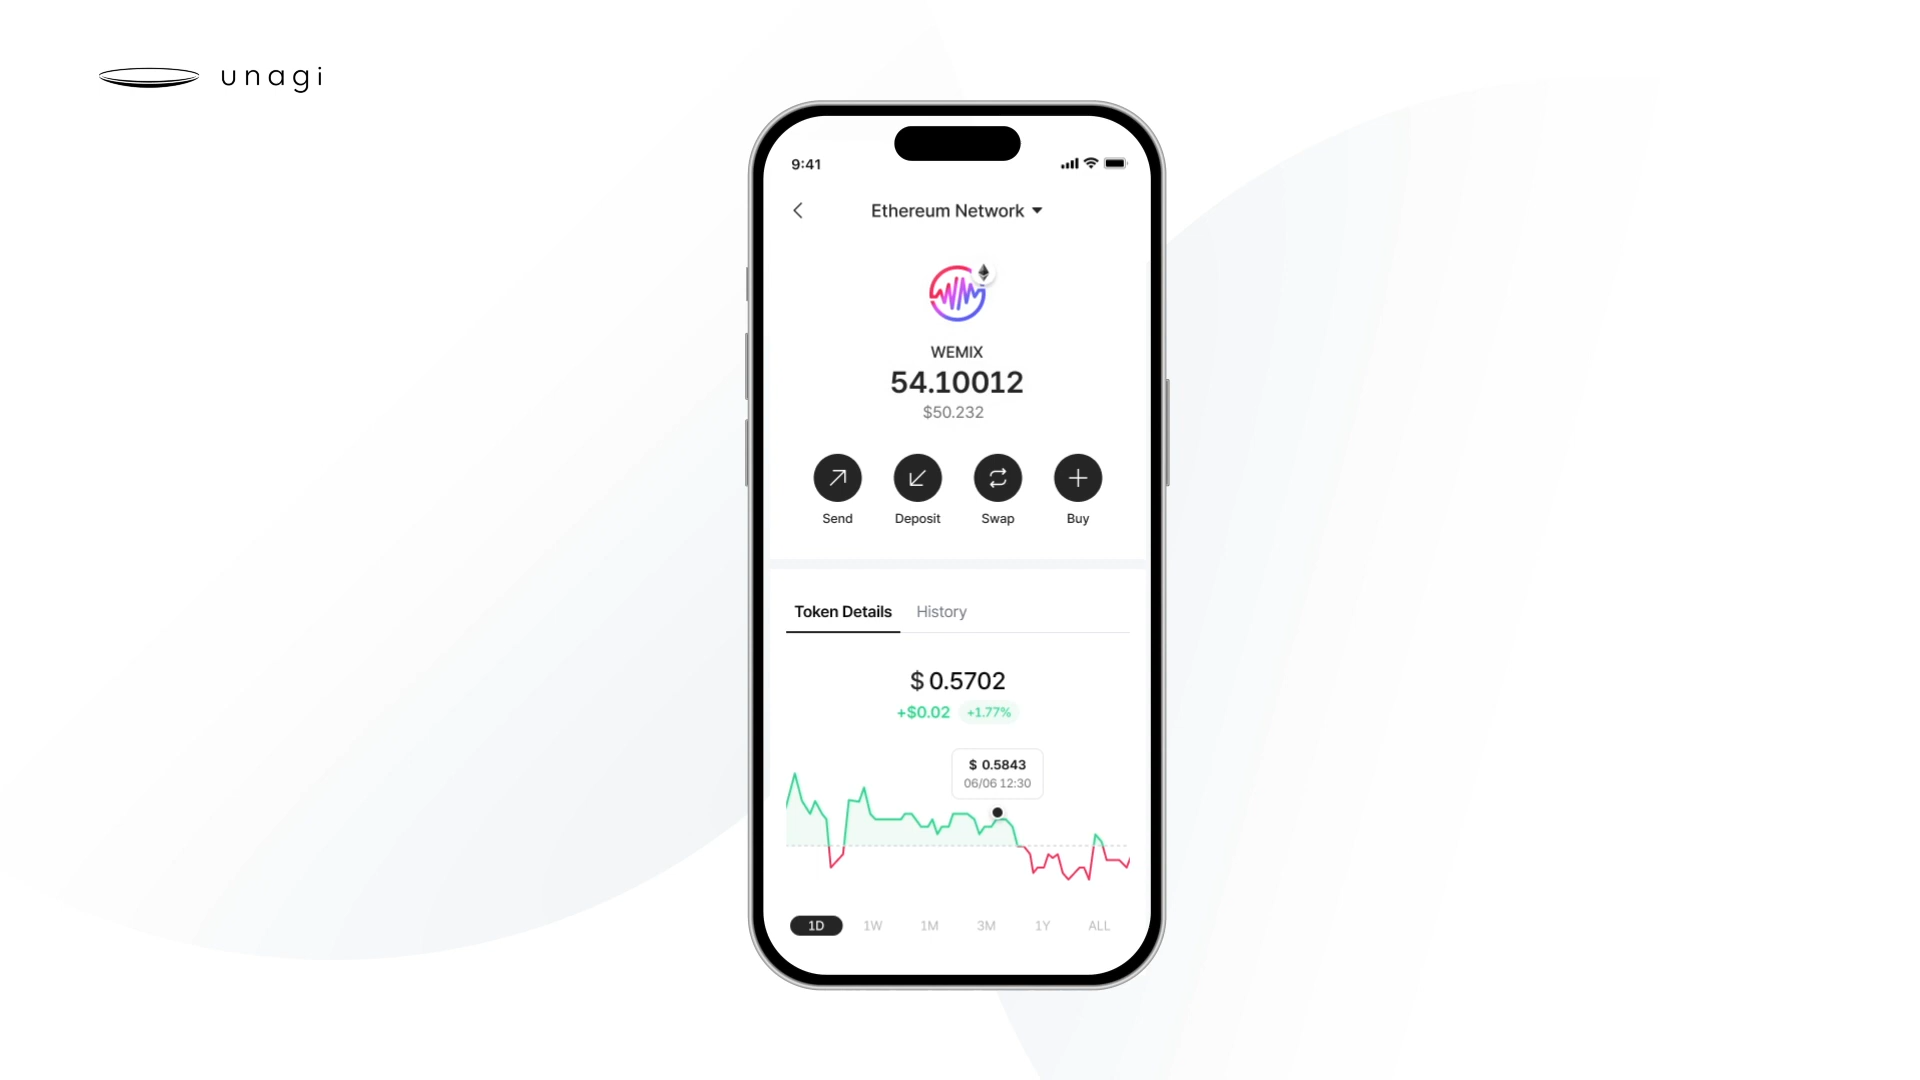 unagi
9:41
Ethereum Network
WEMIX
54.10012
$50.232
Send Deposit Swap Buy
Token Details History
$ 0.5702
+$0.02 +1.77%
$ 0.5843
06/06 12:30
1D 1W 1M 3M 1Y ALL